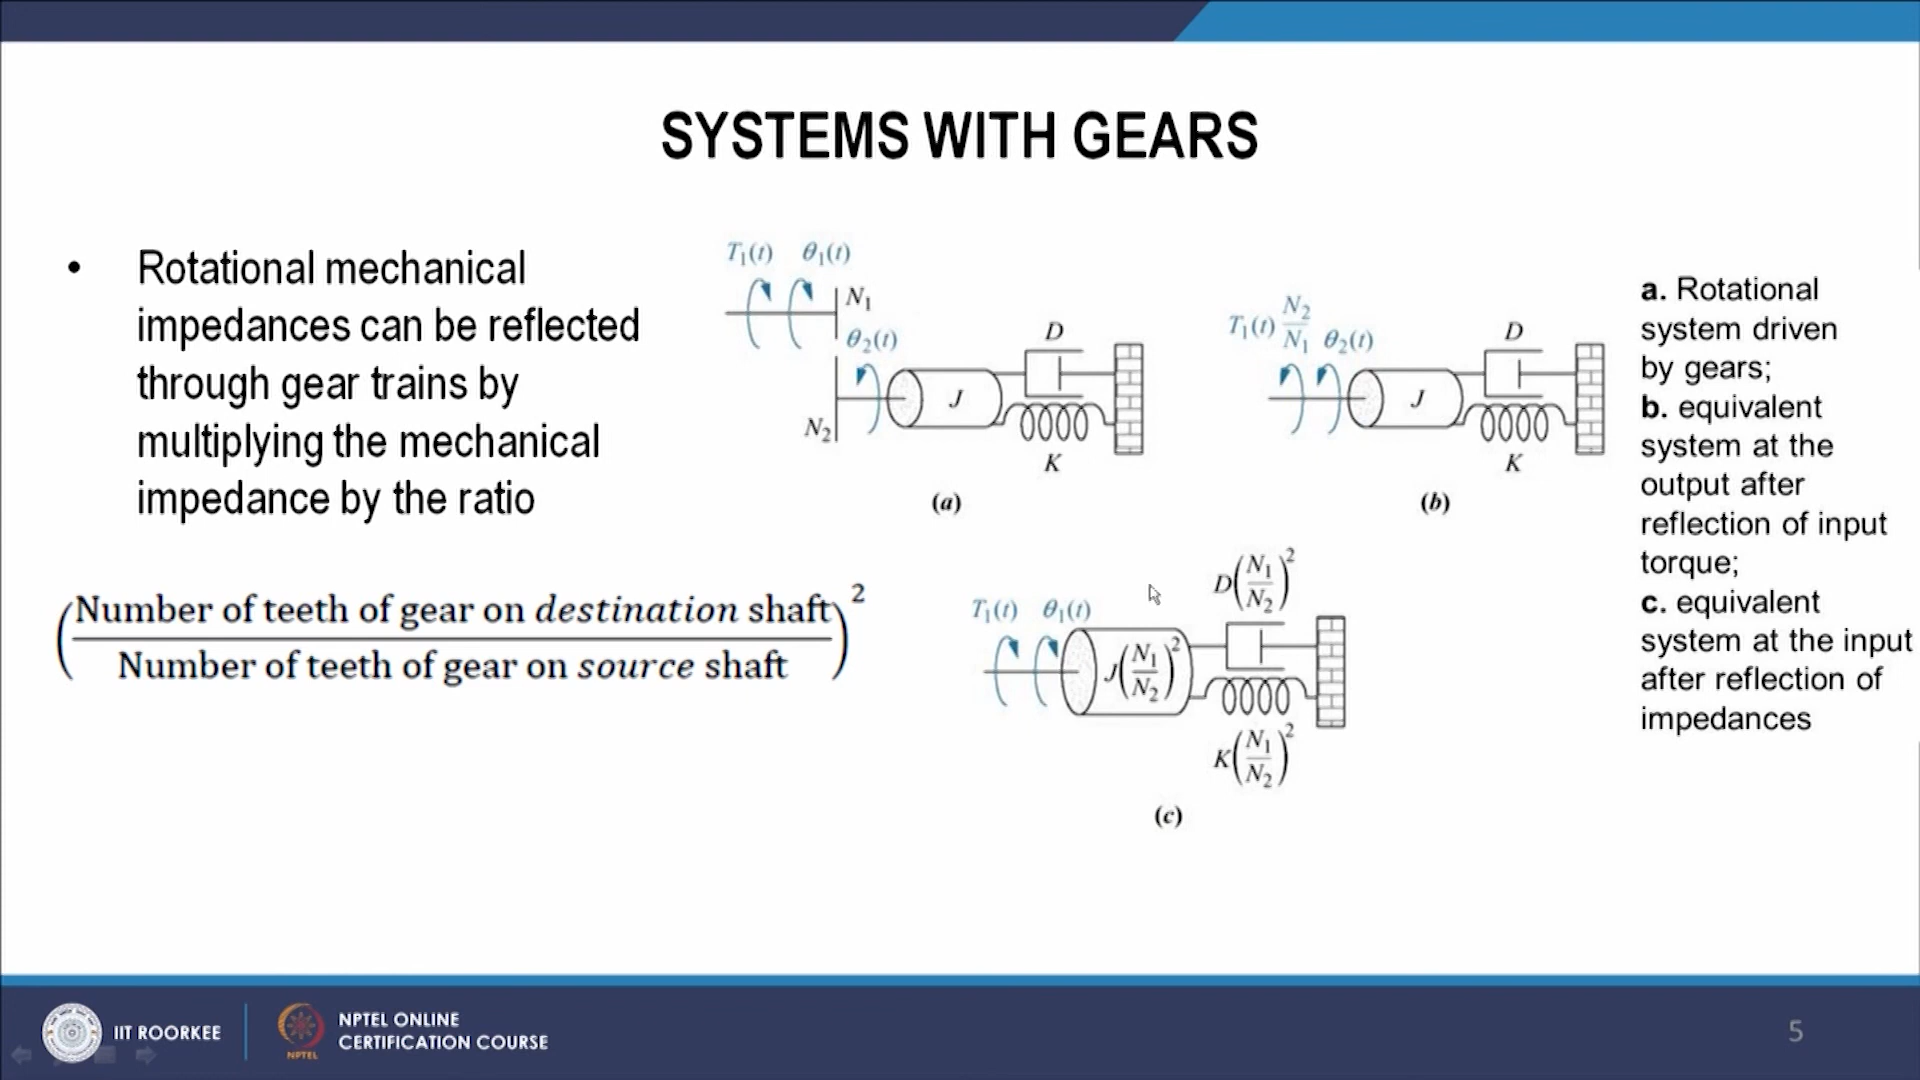 SYSTEMS WITH GEARS
• Rotational mechanical
impedances can be reflected
through gear trains by
multiplying the mechanical
impedance by the ratio
(Number of teeth of gear on destination shaft / Number of teeth of gear on source shaft)²
T₁(t) θ₁(t)
N₁
θ₂(t)
D
J
N₂
K
(a)
T₁(t) N₂/N₁ θ₂(t)
D
J
K
(b)
D(N₁/N₂)²
T₁(t) θ₁(t)
J(N₁/N₂)²
K(N₁/N₂)²
(c)
a. Rotational
system driven
by gears;
b. equivalent
system at the
output after
reflection of input
torque;
c. equivalent
system at the input
after reflection of
impedances
IIT ROORKEE
NPTEL
NPTEL ONLINE
CERTIFICATION COURSE
5